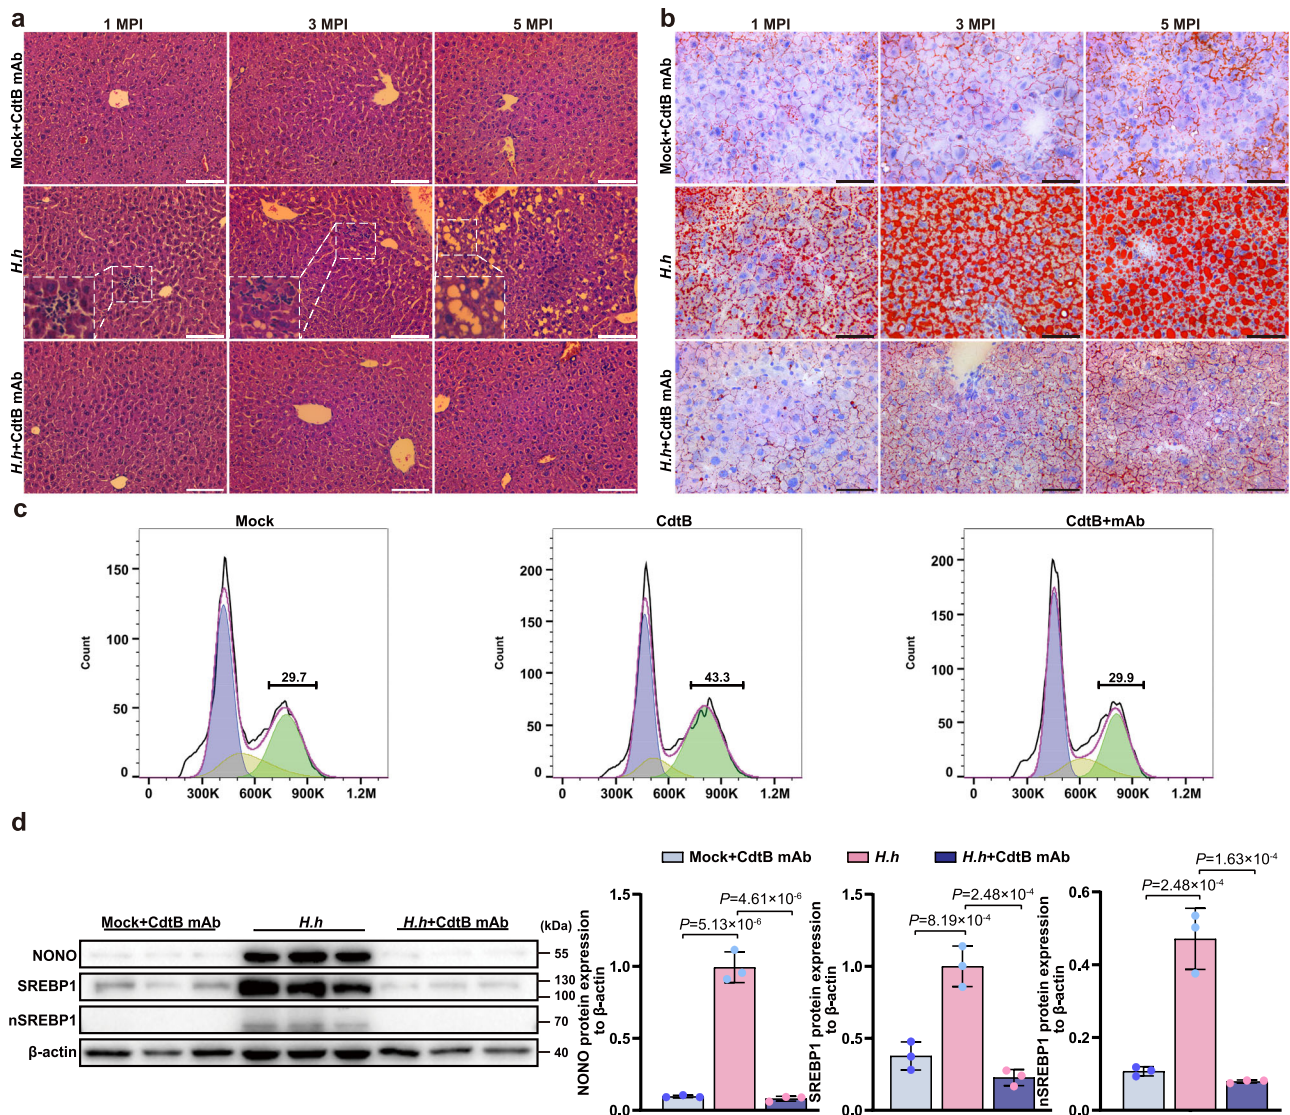 a
1 MPI
3 MPI
5 MPI
Mock+CdtB mAb
H.h
H.h+CdtB mAb
b
1 MPI
3 MPI
5 MPI
Mock+CdtB mAb
H.h
H.h+CdtB mAb
c
Mock
Count
150
100
50
0
29.7
0 300K 600K 900K 1.2M
CdtB
Count
200
150
100
50
0
43.3
0 300K 600K 900K 1.2M
CdtB+mAb
Count
200
150
100
50
0
29.9
0 300K 600K 900K 1.2M
d
Mock+CdtB mAb H.h H.h+CdtB mAb (kDa)
NONO 55
SREBP1 130
100
nSREBP1 70
β-actin 40
Mock+CdtB mAb H.h H.h+CdtB mAb
NONO protein expression
to β-actin
1.5
1.0
0.5
0.0
P=4.61×10-6
P=5.13×10-6
SREBP1 protein expression
to β-actin
1.5
1.0
0.5
0.0
P=2.48×10-4
P=8.19×10-4
nSREBP1 protein expression
to β-actin
0.6
0.4
0.2
0.0
P=1.63×10-4
P=2.48×10-4